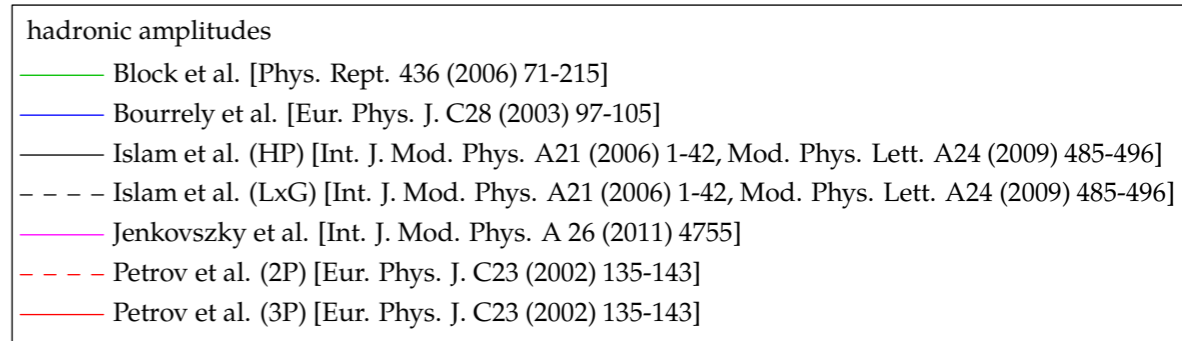 hadronic amplitudes
Block et al. [Phys. Rept. 436 (2006) 71-215]
Bourrely et al. [Eur. Phys. J. C28 (2003) 97-105]
Islam et al. (HP) [Int. J. Mod. Phys. A21 (2006) 1-42, Mod. Phys. Lett. A24 (2009) 485-496]
Islam et al. (LxG) [Int. J. Mod. Phys. A21 (2006) 1-42, Mod. Phys. Lett. A24 (2009) 485-496]
Jenkovszky et al. [Int. J. Mod. Phys. A 26 (2011) 4755]
Petrov et al. (2P) [Eur. Phys. J. C23 (2002) 135-143]
Petrov et al. (3P) [Eur. Phys. J. C23 (2002) 135-143]